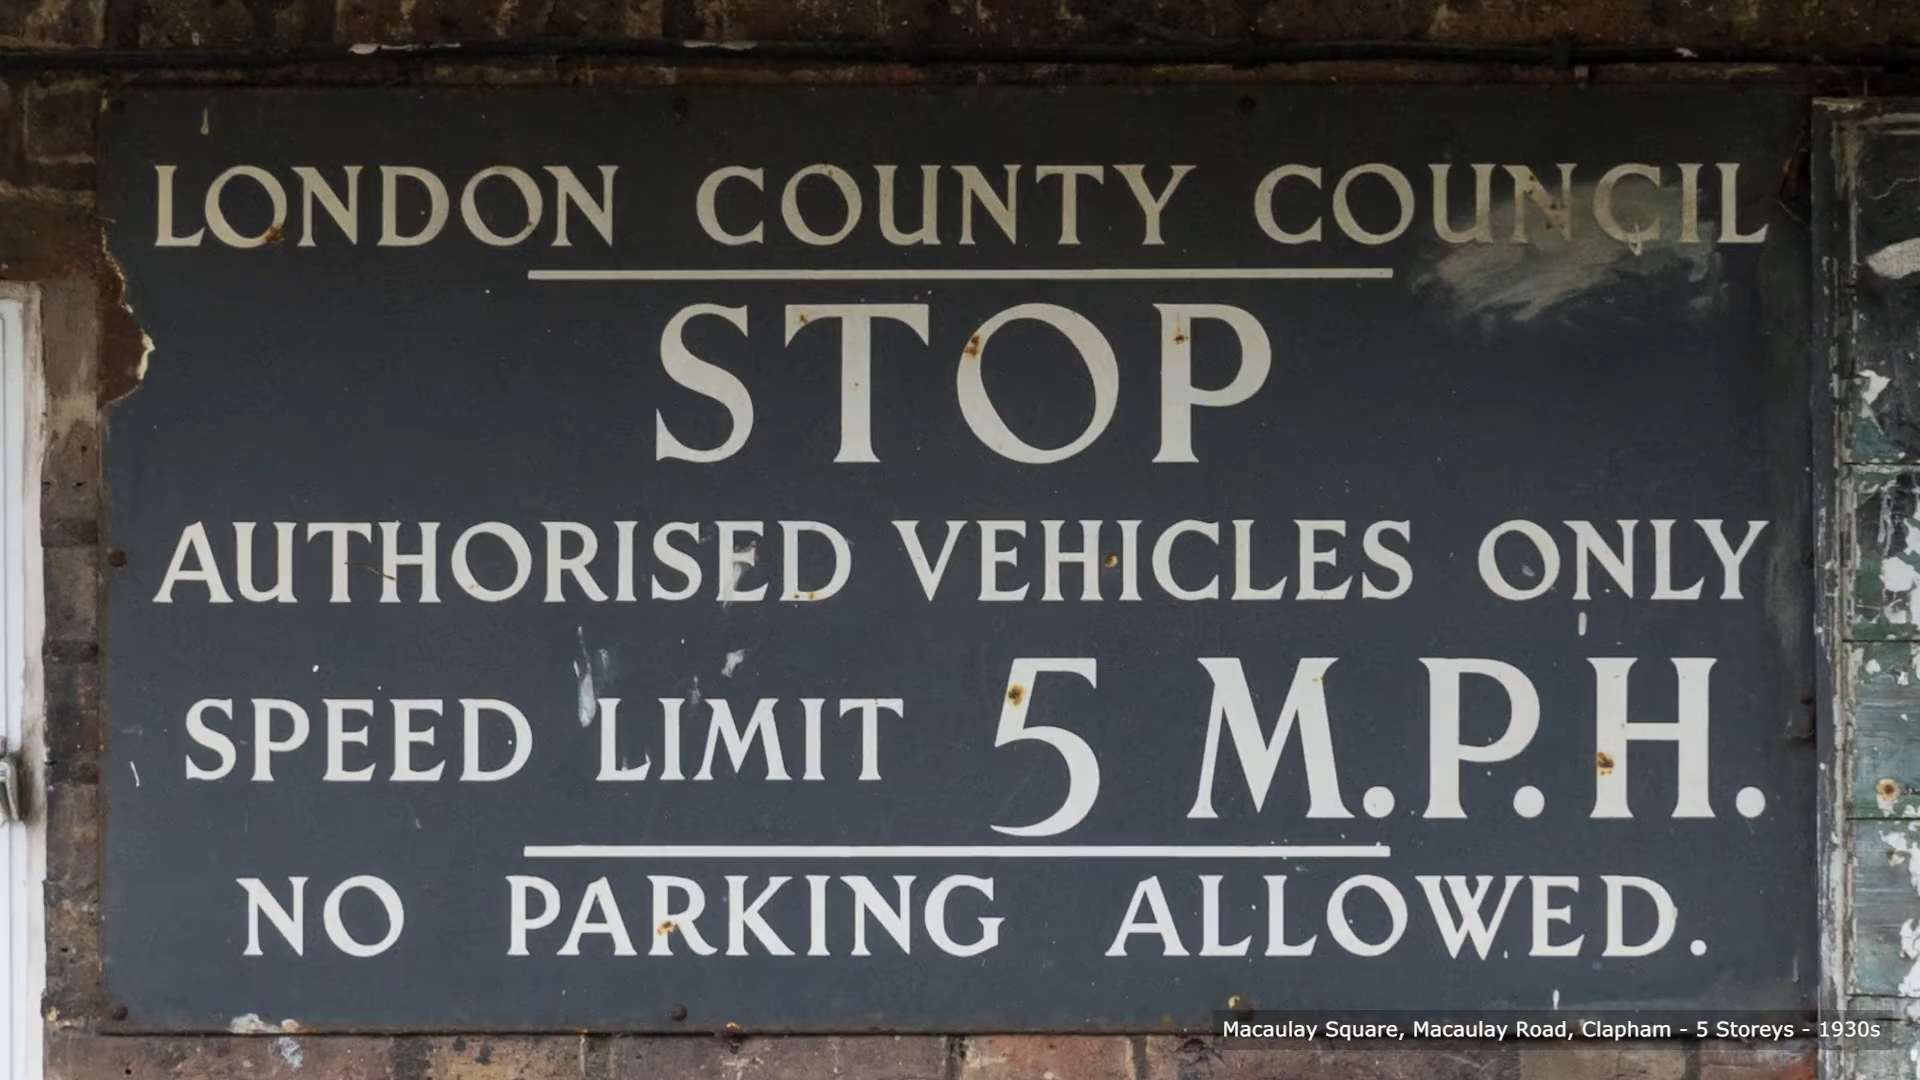 LONDON COUNTY COUNCIL
STOP
AUTHORISED VEHICLES ONLY
SPEED LIMIT 5 M.P.H.
NO PARKING ALLOWED.
Macaulay Square, Macaulay Road, Clapham - 5 Storeys - 1930s